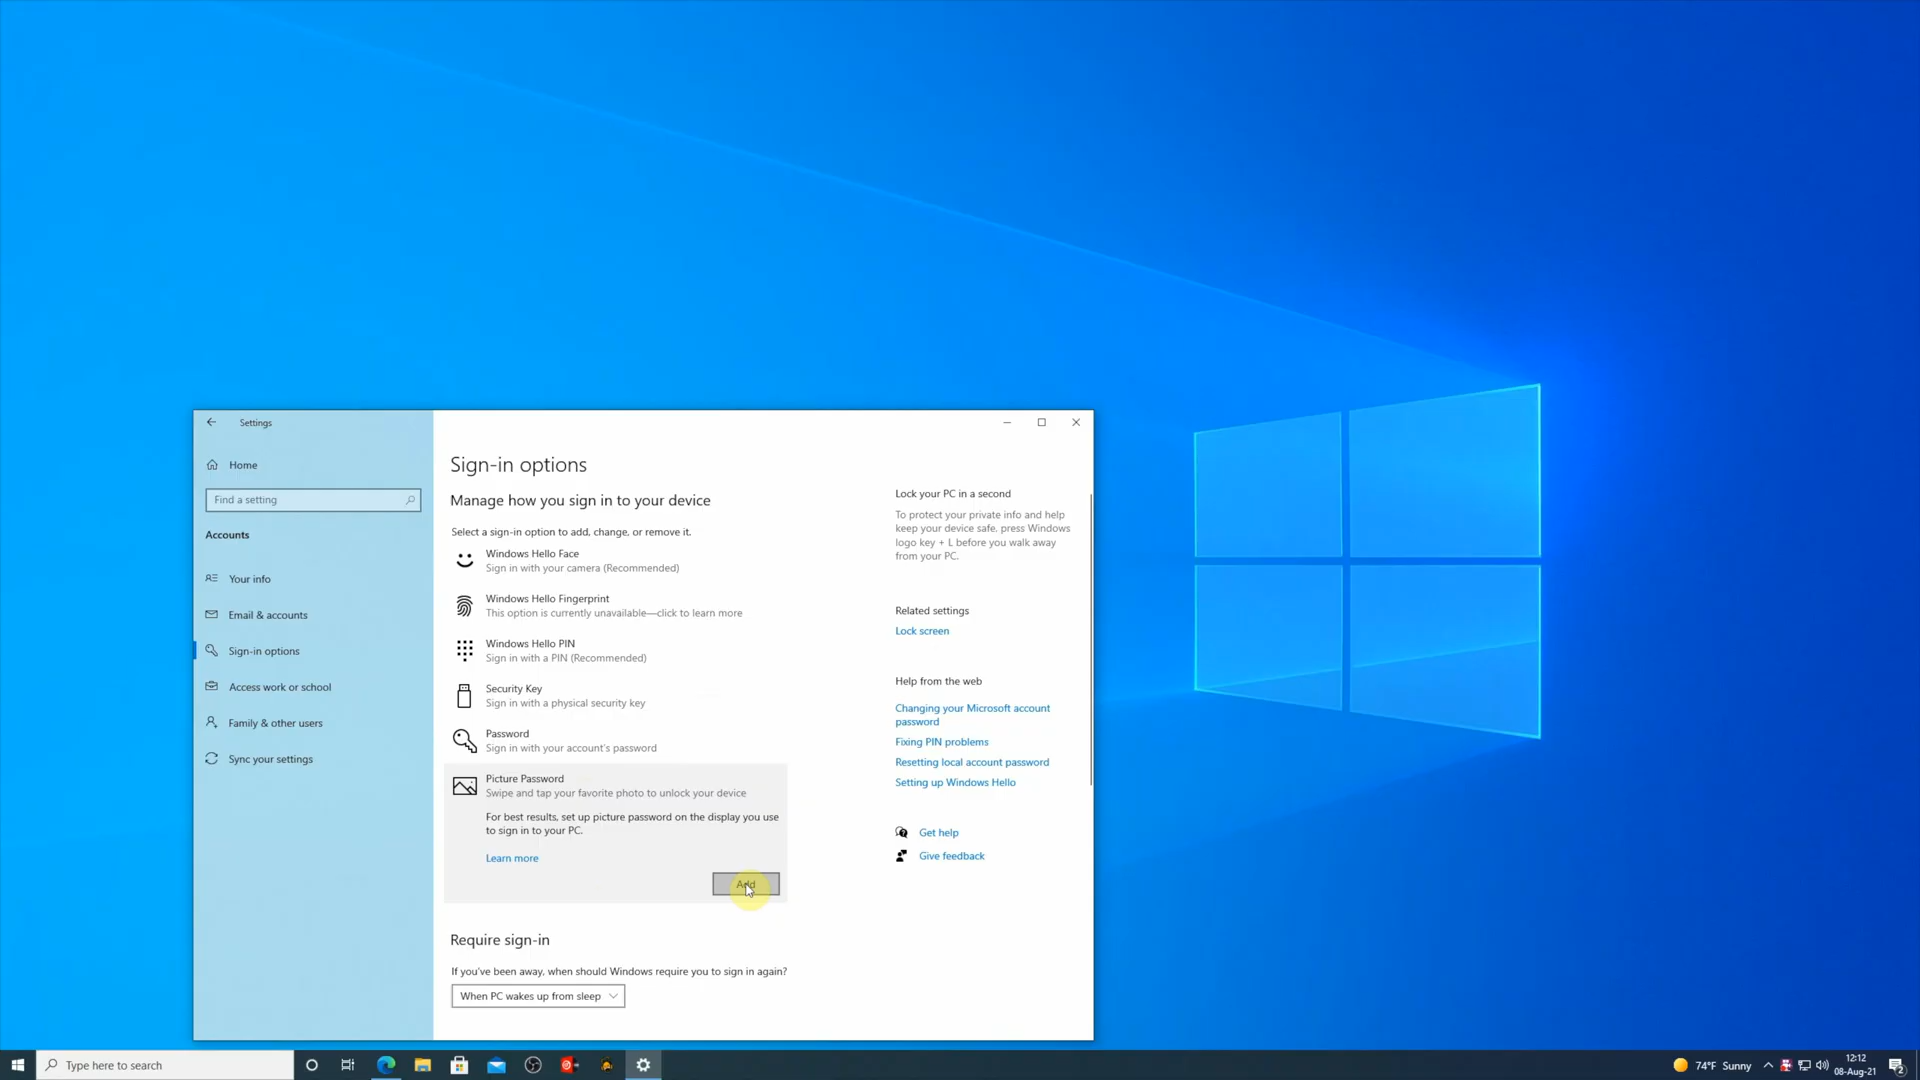 Settings
Home
Find a setting
Accounts
Your info
Email & accounts
Sign-in options
Access work or school
Family & other users
Sync your settings
Sign-in options
Manage how you sign in to your device
Select a sign-in option to add, change, or remove it.
Windows Hello Face
Sign in with your camera (Recommended)
Windows Hello Fingerprint
This option is currently unavailable—click to learn more
Windows Hello PIN
Sign in with a PIN (Recommended)
Security Key
Sign in with a physical security key
Password
Sign in with your account's password
Picture Password
Swipe and tap your favorite photo to unlock your device
For best results, set up picture password on the display you use
to sign in to your PC.
Learn more
Add
Require sign-in
If you've been away, when should Windows require you to sign in again?
When PC wakes up from sleep
Lock your PC in a second
To protect your private info and help
keep your device safe, press Windows
logo key + L before you walk away
from your PC.
Related settings
Lock screen
Help from the web
Changing your Microsoft account
password
Fixing PIN problems
Resetting local account password
Setting up Windows Hello
Get help
Give feedback
Type here to search
74°F Sunny
12:12
08-Aug-21
2